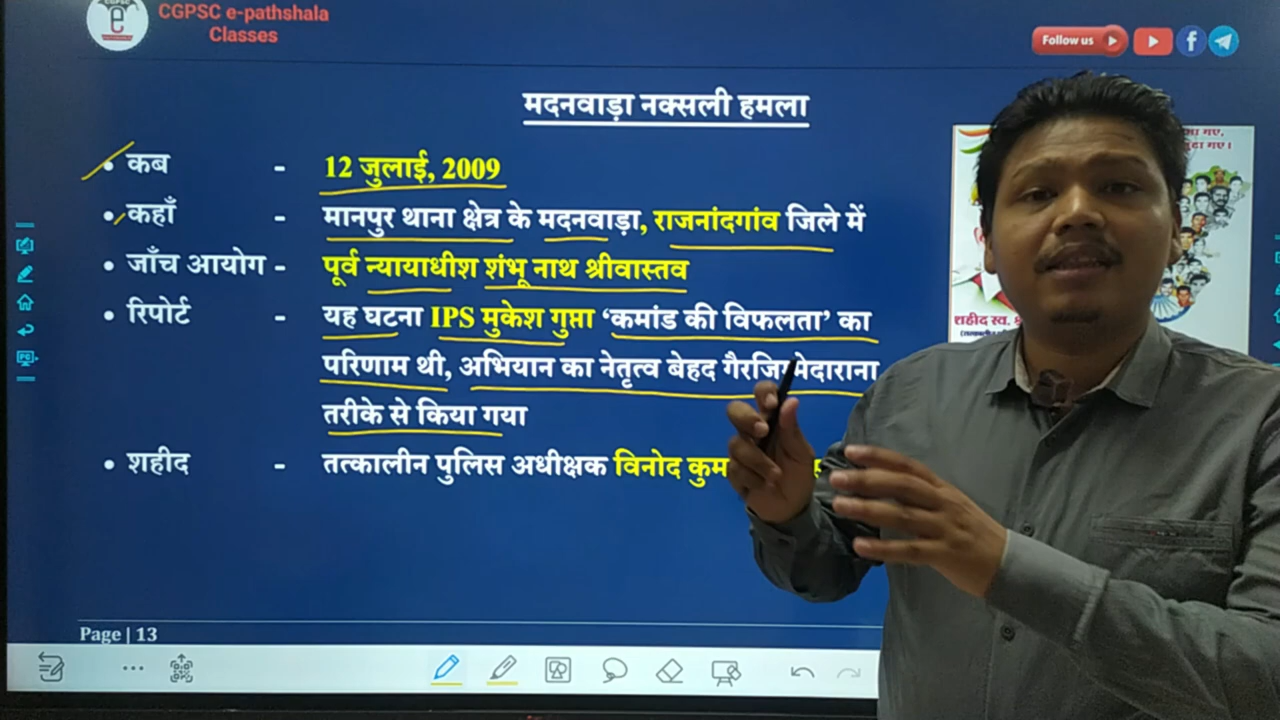 CGPSC e-pathshala
Classes
Follow us
मदनवाड़ा नक्सली हमला
• कब - 12 जुलाई, 2009
• कहाँ - मानपुर थाना क्षेत्र के मदनवाड़ा, राजनांदगांव जिले में
• जाँच आयोग - पूर्व न्यायाधीश शंभू नाथ श्रीवास्तव
• रिपोर्ट - यह घटना IPS मुकेश गुप्ता ‘कमांड की विफलता’ का
परिणाम थी, अभियान का नेतृत्व बेहद गैरजिम्मेदाराना
तरीके से किया गया
• शहीद - तत्कालीन पुलिस अधीक्षक विनोद
शहीद स्व.
Page | 13